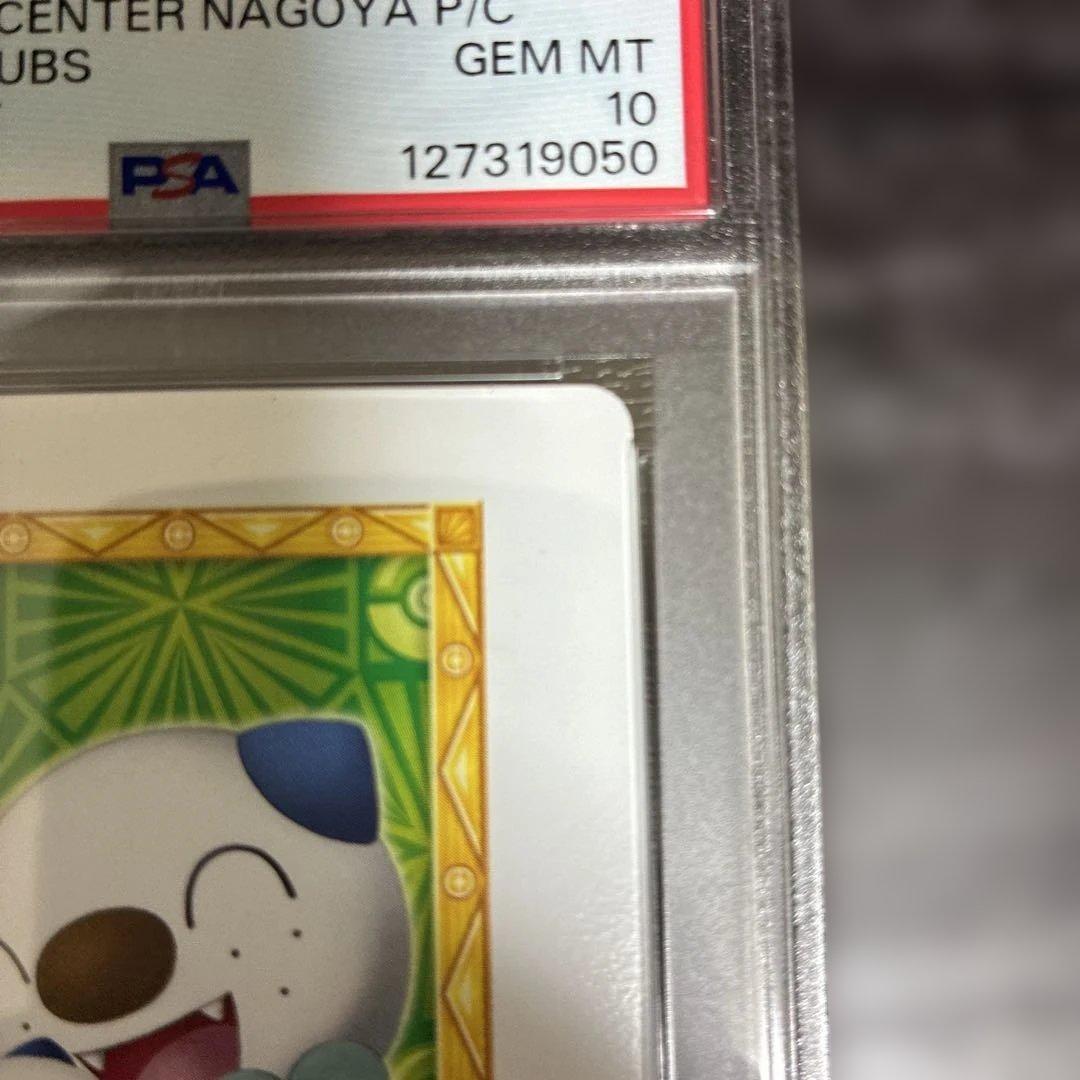 CENTER NAGOYA P/C
UBS
GEM MT
10
127319050
PSA